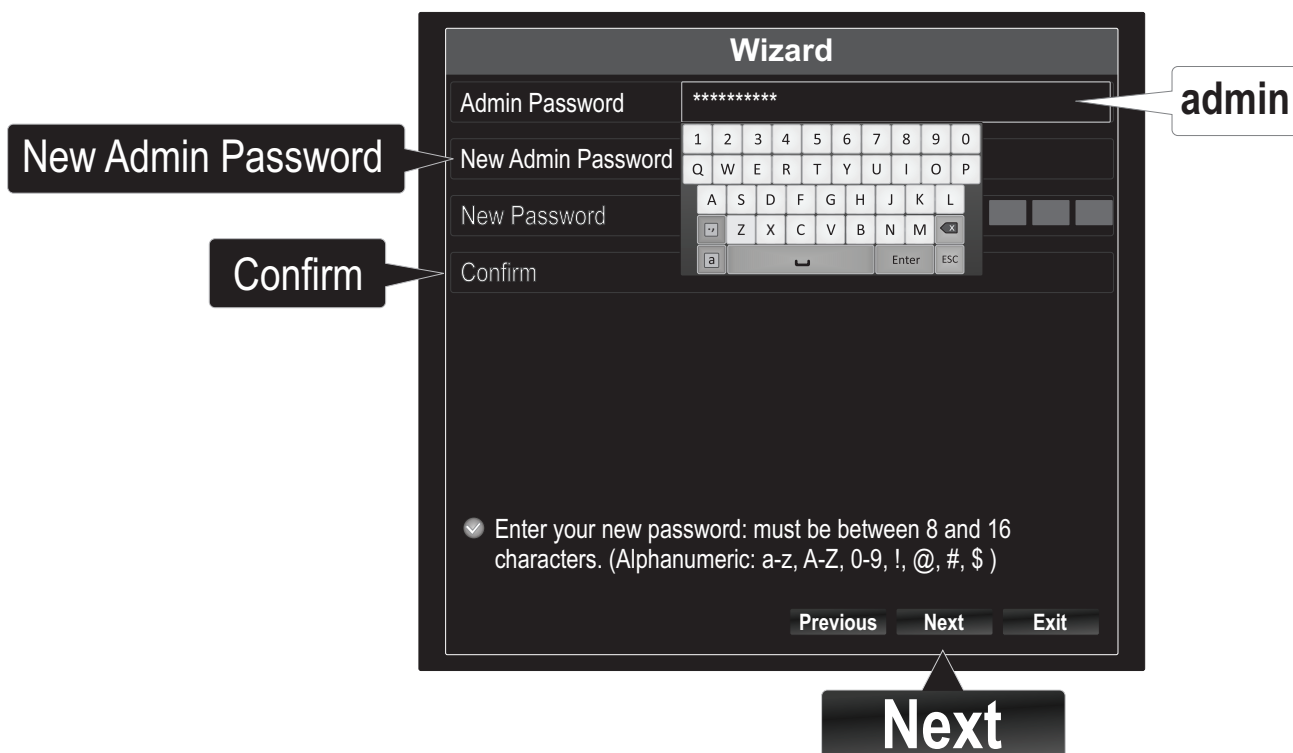 Wizard
Admin Password **********
admin
New Admin Password
New Admin Password
1 2 3 4 5 6 7 8 9 0
Q W E R T Y U I O P
A S D F G H J K L
New Password
Z X C V B N M
a Enter ESC
Confirm
Confirm
Enter your new password: must be between 8 and 16
characters. (Alphanumeric: a-z, A-Z, 0-9, !, @, #, $ )
Previous Next Exit
Next